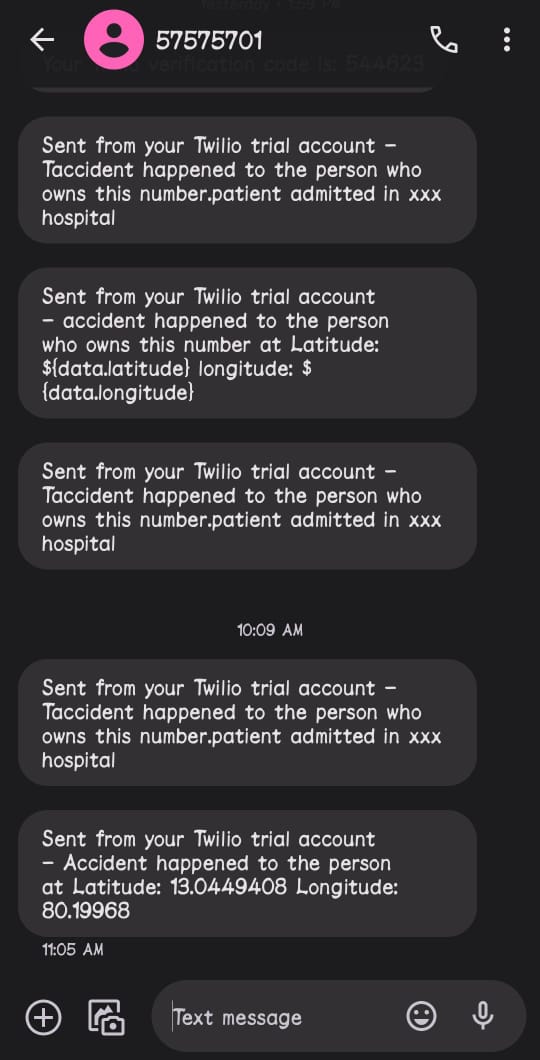 Yesterday • 1:59 PM
57575701
verification code is: 544623
Sent from your Twilio trial account -
Taccident happened to the person who
owns this number.patient admitted in xxx
hospital
Sent from your Twilio trial account
- accident happened to the person
who owns this number at Latitude:
${data.latitude} longitude: $
{data.longitude}
Sent from your Twilio trial account -
Taccident happened to the person who
owns this number.patient admitted in xxx
hospital
10:09 AM
Sent from your Twilio trial account -
Taccident happened to the person who
owns this number.patient admitted in xxx
hospital
Sent from your Twilio trial account
- Accident happened to the person
at Latitude: 13.0449408 Longitude:
80.19968
11:05 AM
Text message